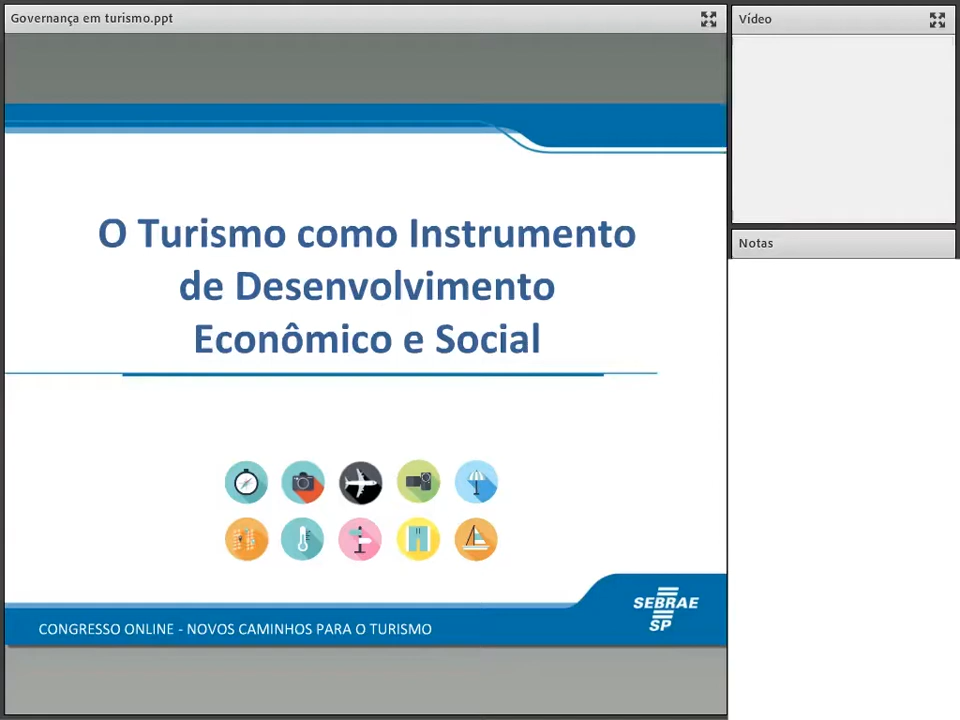 Governança em turismo.ppt
Vídeo
Notas
O Turismo como Instrumento
de Desenvolvimento
Econômico e Social
CONGRESSO ONLINE - NOVOS CAMINHOS PARA O TURISMO
SEBRAE
SP